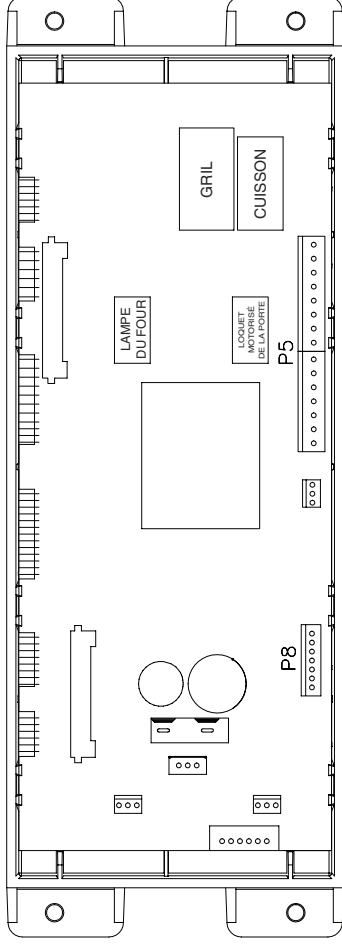 GRIL
CUISSON
LAMPE
DU FOUR
LOQUET
MOTORISÉ
DE LA PORTE
P5
P8